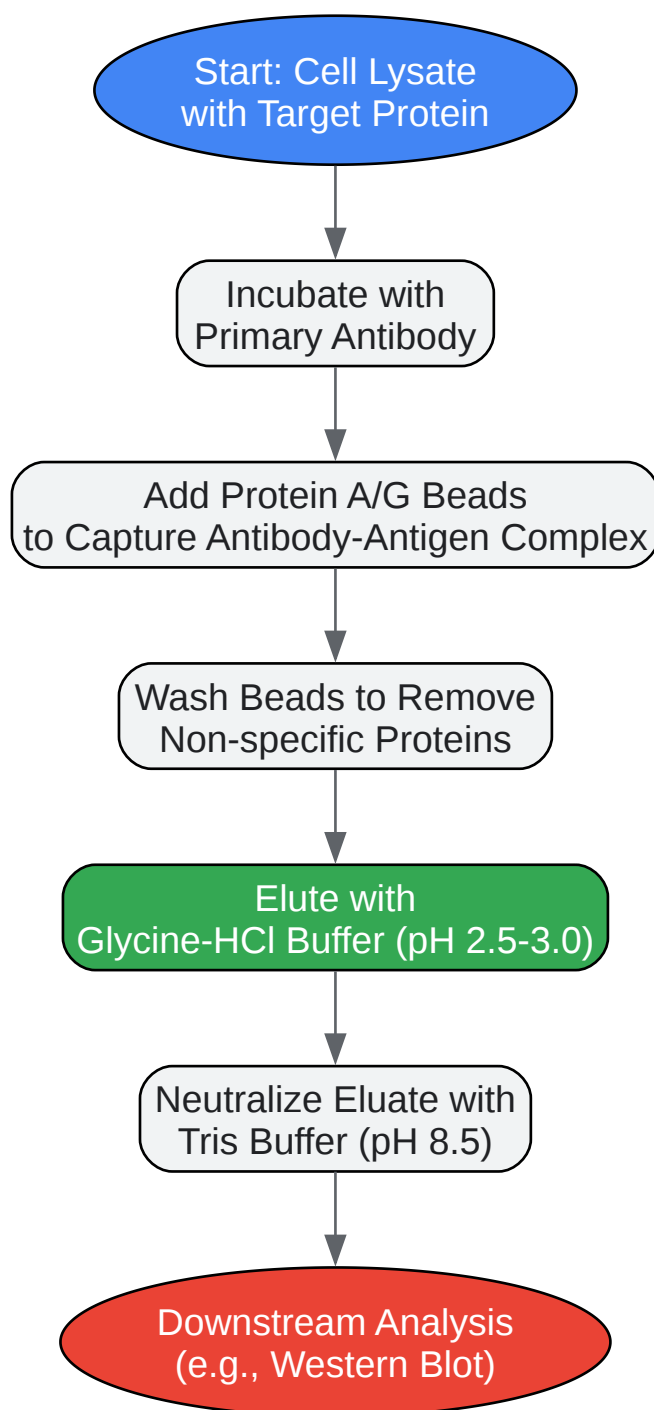 Start: Cell Lysate
with Target Protein
Incubate with
Primary Antibody
Add Protein A/G Beads
to Capture Antibody-Antigen Complex
Wash Beads to Remove
Non-specific Proteins
Elute with
Glycine-HCl Buffer (pH 2.5-3.0)
Neutralize Eluate with
Tris Buffer (pH 8.5)
Downstream Analysis
(e.g., Western Blot)